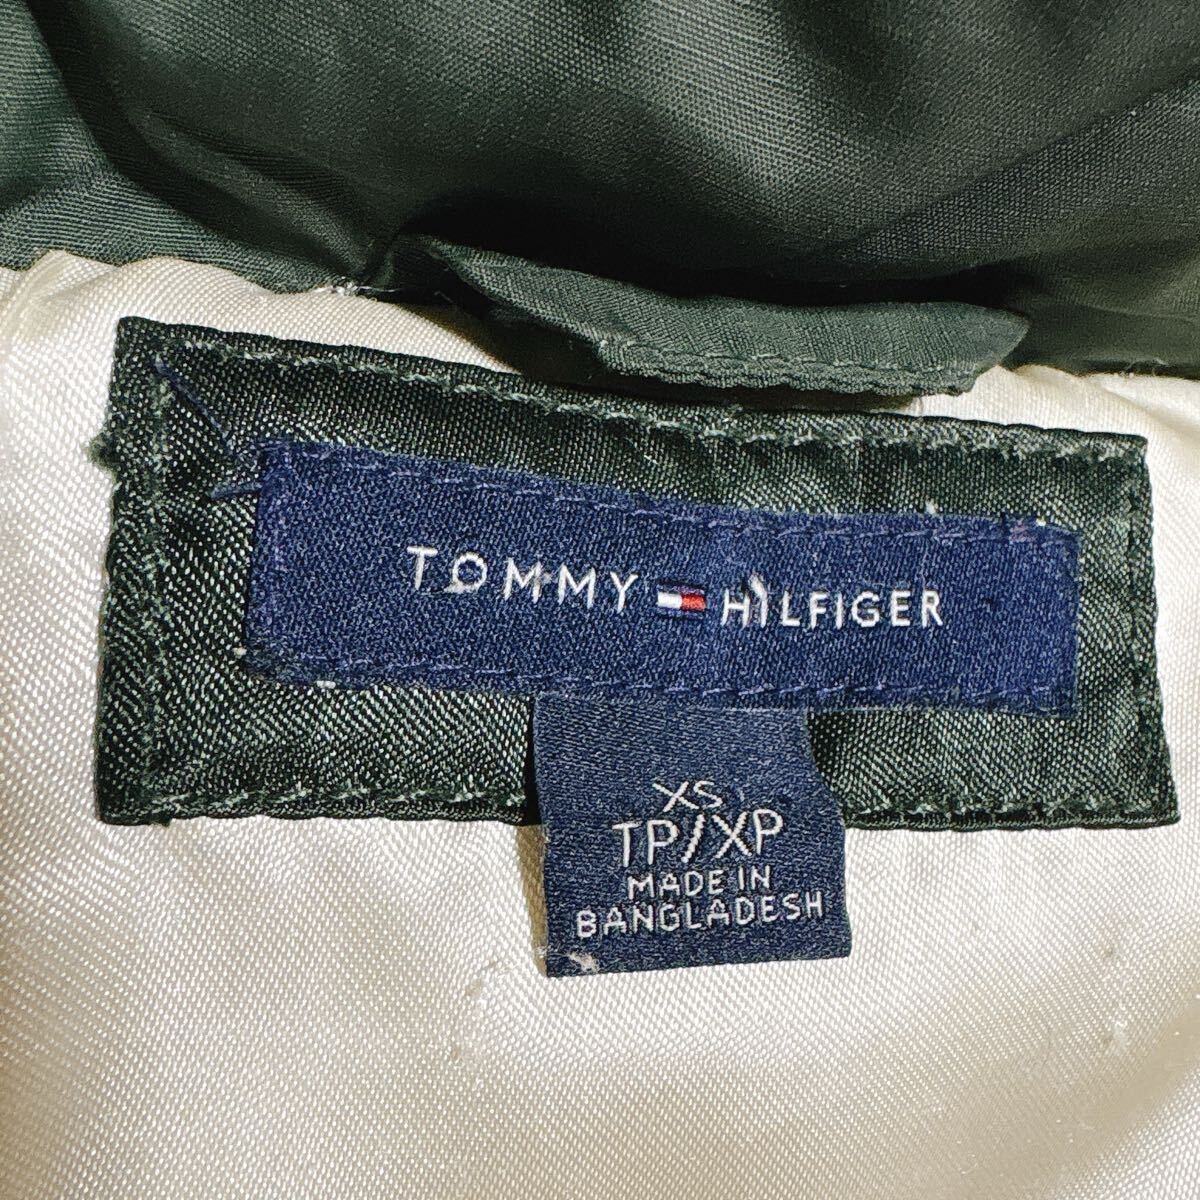 TOMMY HILFIGER
XS
TP/XP
MADE IN
BANGLADESH